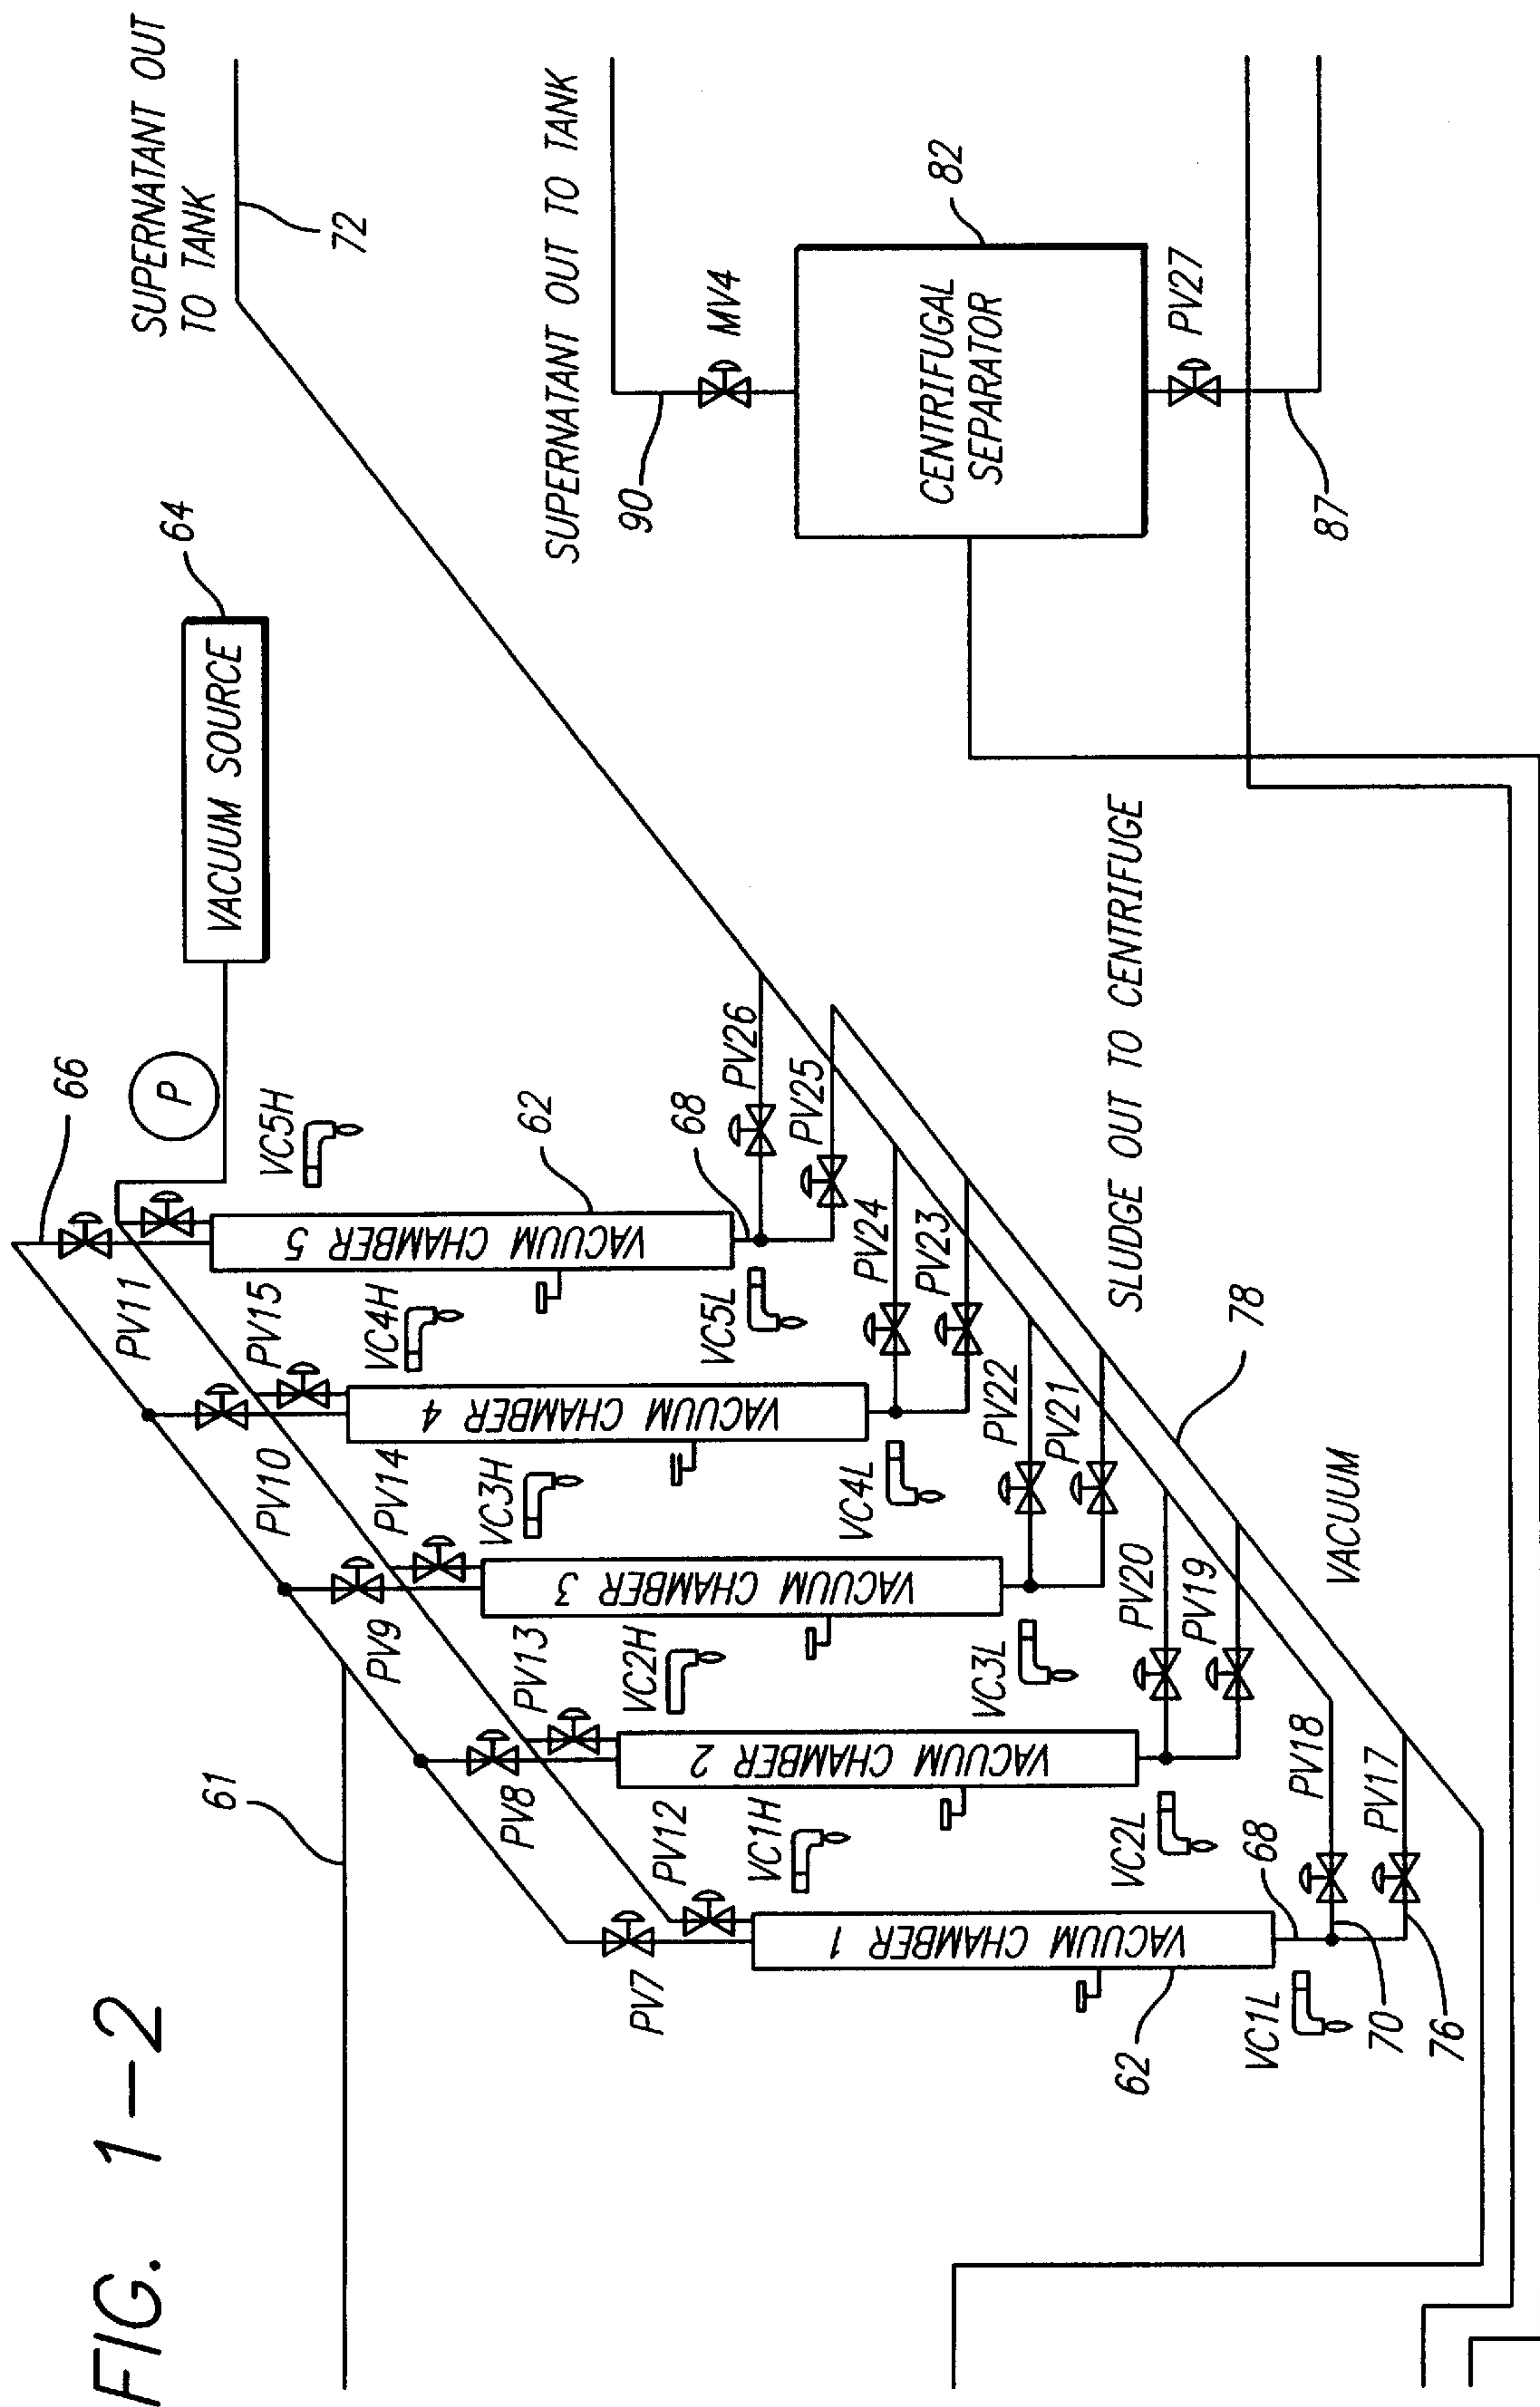 FIG. 1-2
61
66
P
VACUUM SOURCE
64
SUPERNATANT OUT
TO TANK
72
PV7
PV8
PV9
PV10
PV11
PV12
PV13
PV14
PV15
VC1H
VC2H
VC3H
VC4H
VC5H
VACUUM CHAMBER 1
VACUUM CHAMBER 2
VACUUM CHAMBER 3
VACUUM CHAMBER 4
VACUUM CHAMBER 5
62
62
VC1L
VC2L
VC3L
VC4L
VC5L
68
68
70
76
PV18
PV17
PV20
PV19
PV22
PV21
PV24
PV23
PV26
PV25
VACUUM
78
SLUDGE OUT TO CENTRIFUGE
SUPERNATANT OUT TO TANK
90
MV4
CENTRIFUGAL
SEPARATOR
82
PV27
87